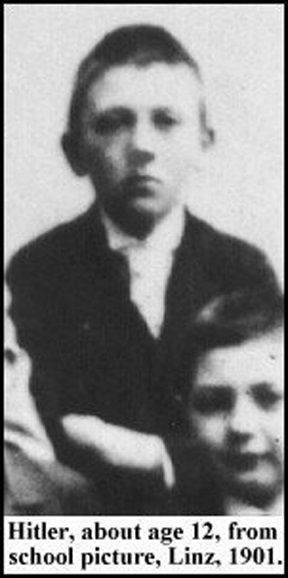 Hitler, about age 12, from
school picture, Linz, 1901.